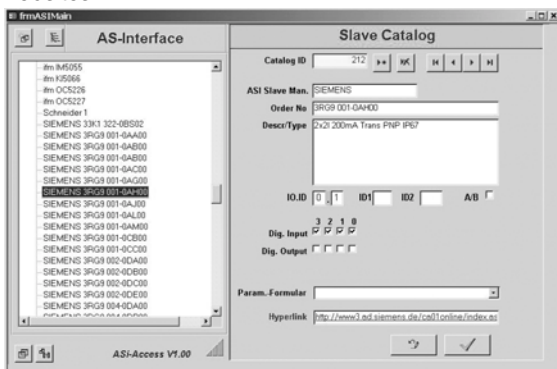 frmASIMain
AS-Interface
ifm IM5055
ifm KI5066
ifm OC5226
ifm OC5227
Schneider 1
SIEMENS 33K1 322-0BS02
SIEMENS 3RG9 001-0AA00
SIEMENS 3RG9 001-0AB00
SIEMENS 3RG9 001-0AB00
SIEMENS 3RG9 001-0AC00
SIEMENS 3RG9 001-0AG00
SIEMENS 3RG9 001-0AH00
SIEMENS 3RG9 001-0AJ00
SIEMENS 3RG9 001-0AL00
SIEMENS 3RG9 001-0AM00
SIEMENS 3RG9 001-0CB00
SIEMENS 3RG9 001-0CC00
SIEMENS 3RG9 002-0DA00
SIEMENS 3RG9 002-0DB00
SIEMENS 3RG9 002-0DC00
SIEMENS 3RG9 002-0DE00
SIEMENS 3RG9 004-0DA00
ASi-Access V1.00
Slave Catalog
Catalog ID 212
ASI Slave Man. SIEMENS
Order No 3RG9 001-0AH00
Descr/Type 2x2I 200mA Trans PNP IP67
IO.ID 0 . 1 ID1 ID2 A/B
3 2 1 0
Dig. Input
Dig. Output
Param.-Formular
Hyperlink http://www3.ad.siemens.de/ca01online/index.as